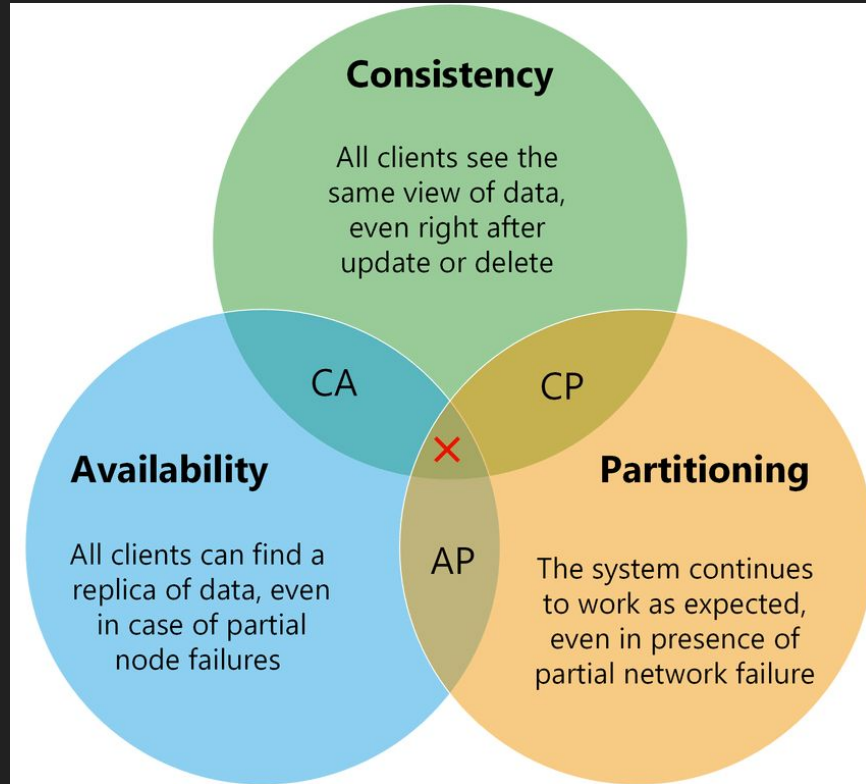 Consistency
All clients see the
same view of data,
even right after
update or delete
CA
CP
Availability
All clients can find a
replica of data, even
in case of partial
node failures
Partitioning
AP
The system continues
to work as expected,
even in presence of
partial network failure